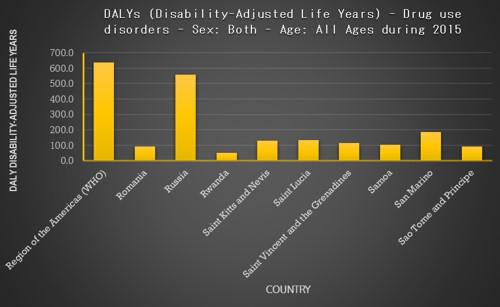 DALYs (Disability-Adjusted Life Years) - Drug use
disorders - Sex: Both - Age: All Ages during 2015
DALY DISABILITY-ADJUSTED LIFE YEARS
700.0
600.0
500.0
400.0
300.0
200.0
100.0
0.0
Region of the Americas (WHO)
Romania
Russia
Rwanda
Saint Kitts and Nevis
Saint Lucia
Saint Vincent and the Grenadines
Samoa
San Marino
Sao Tome and Principe
COUNTRY